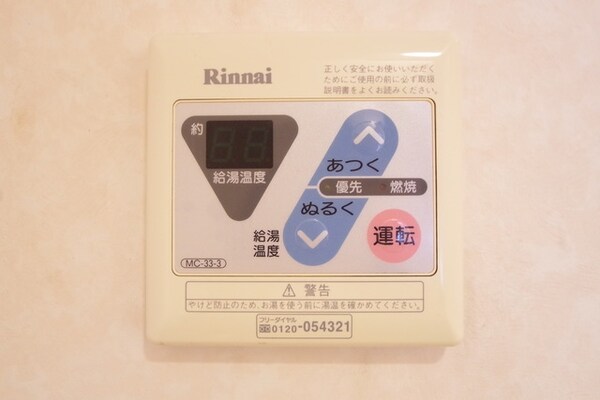 Rinnai
正しく安全にお使いいただく
ためにご使用の前に必ず取扱
説明書をよくお読みください。
約
給湯温度
あつく
優先 燃焼
ぬるく
給湯
温度
運転
MC-33-3
警告
やけど防止のため、お湯を使う前に湯温を確かめてください。
フリーダイヤル
0120-054321